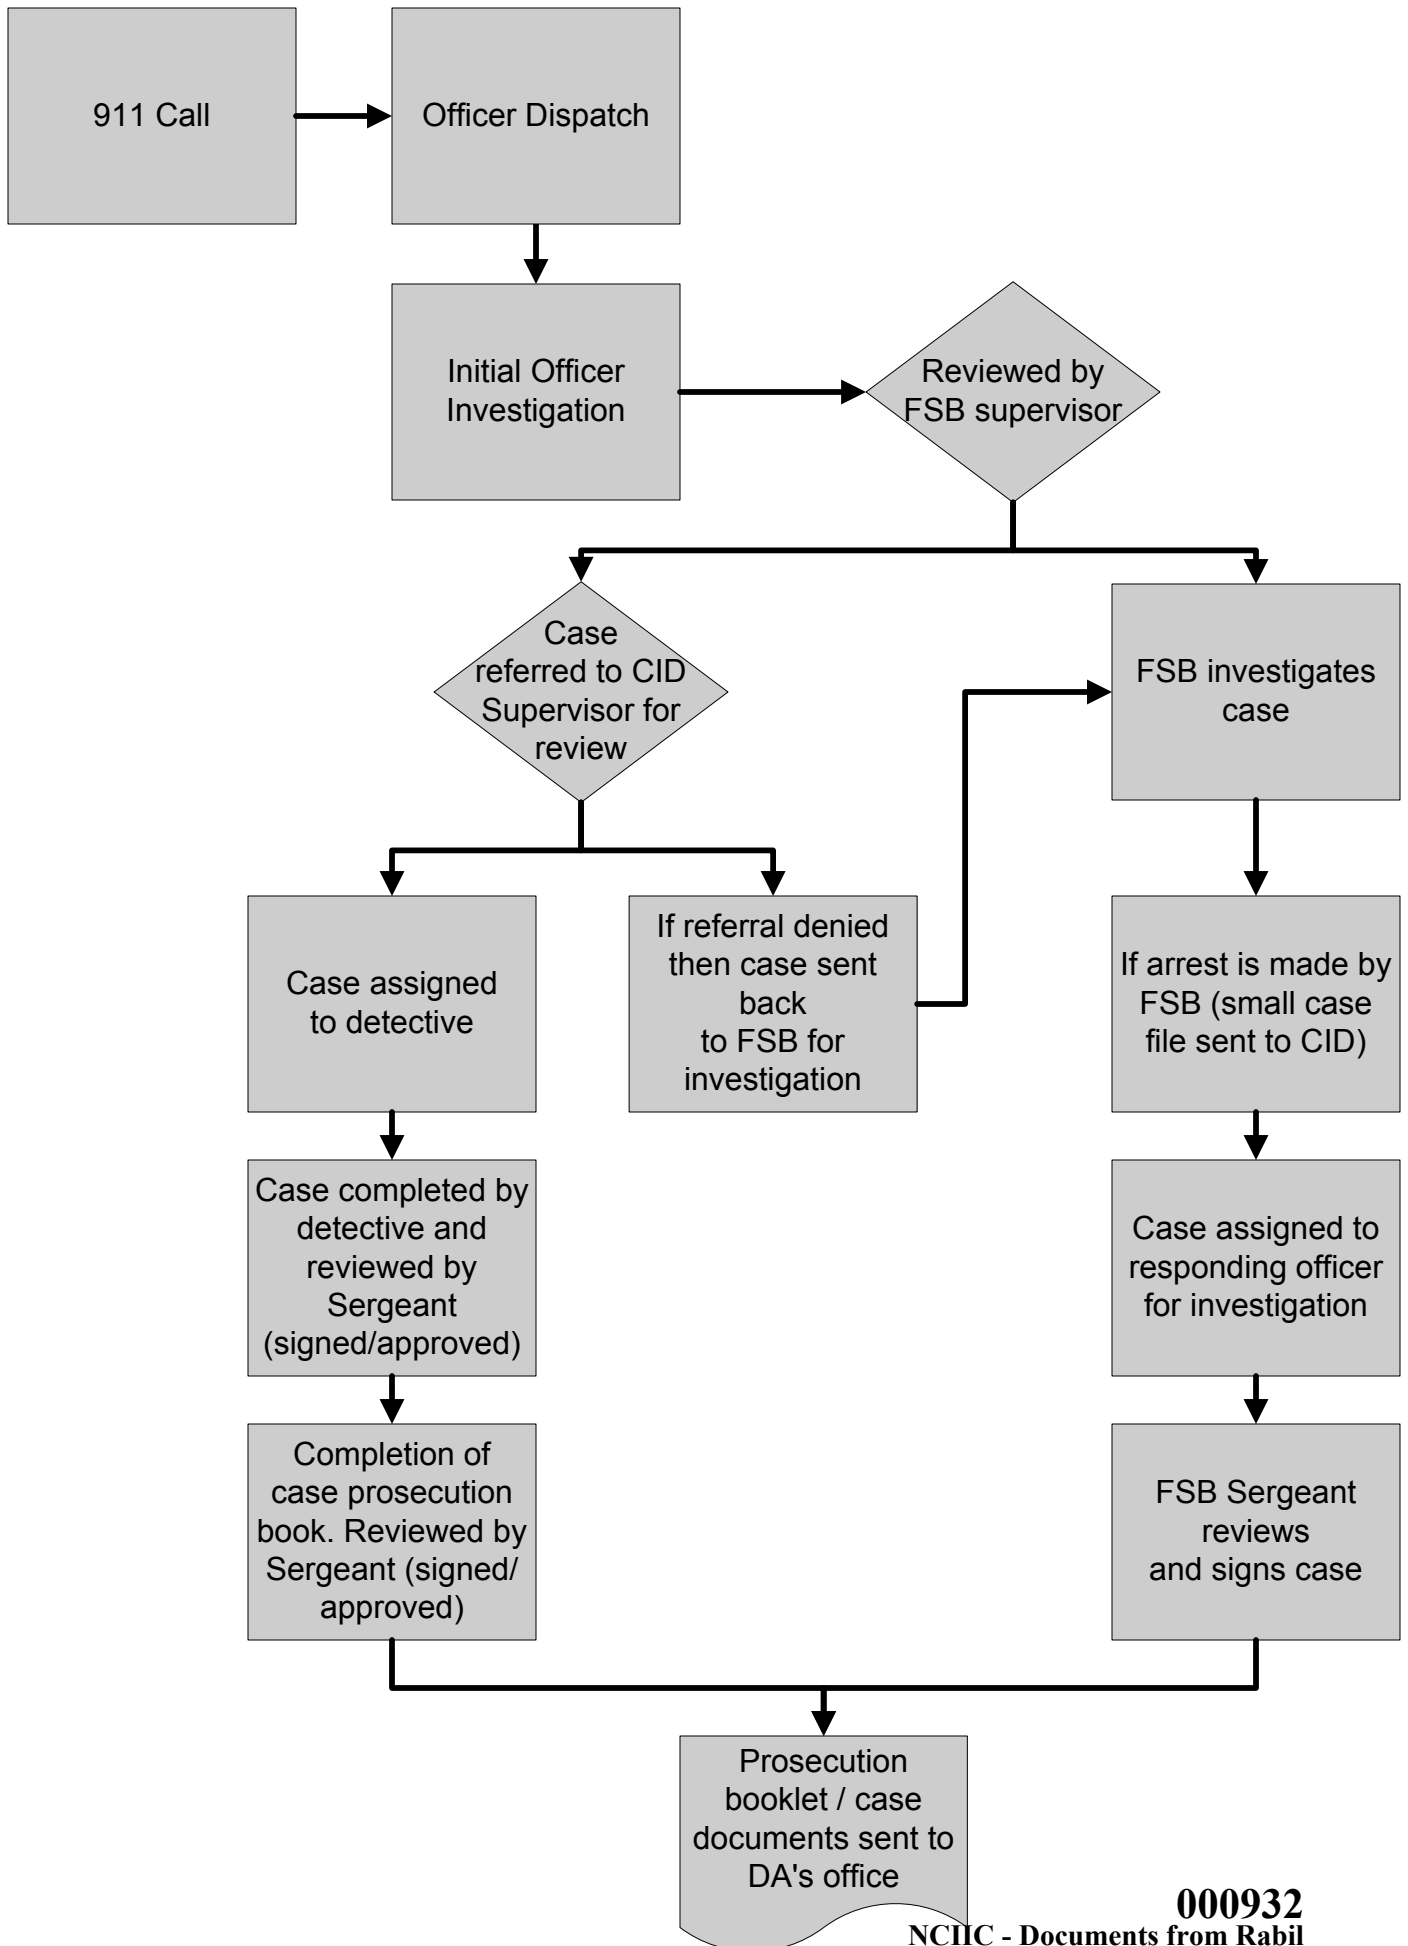 911 Call
Officer Dispatch
Initial Officer
Investigation
Reviewed by
FSB supervisor
Case
referred to CID
Supervisor for
review
FSB investigates
case
Case assigned
to detective
If referral denied
then case sent
back
to FSB for
investigation
If arrest is made by
FSB (small case
file sent to CID)
Case completed by
detective and
reviewed by
Sergeant
(signed/approved)
Case assigned to
responding officer
for investigation
Completion of
case prosecution
book. Reviewed by
Sergeant (signed/
approved)
FSB Sergeant
reviews
and signs case
Prosecution
booklet / case
documents sent to
DA's office
000932
NCIIC - Documents from Rabil